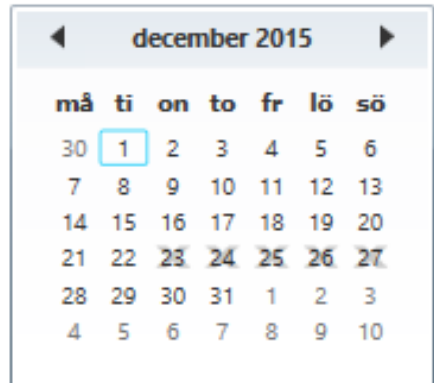 december 2015
må ti on to fr lö sö
30 1 2 3 4 5 6
7 8 9 10 11 12 13
14 15 16 17 18 19 20
21 22 23 24 25 26 27
28 29 30 31 1 2 3
4 5 6 7 8 9 10